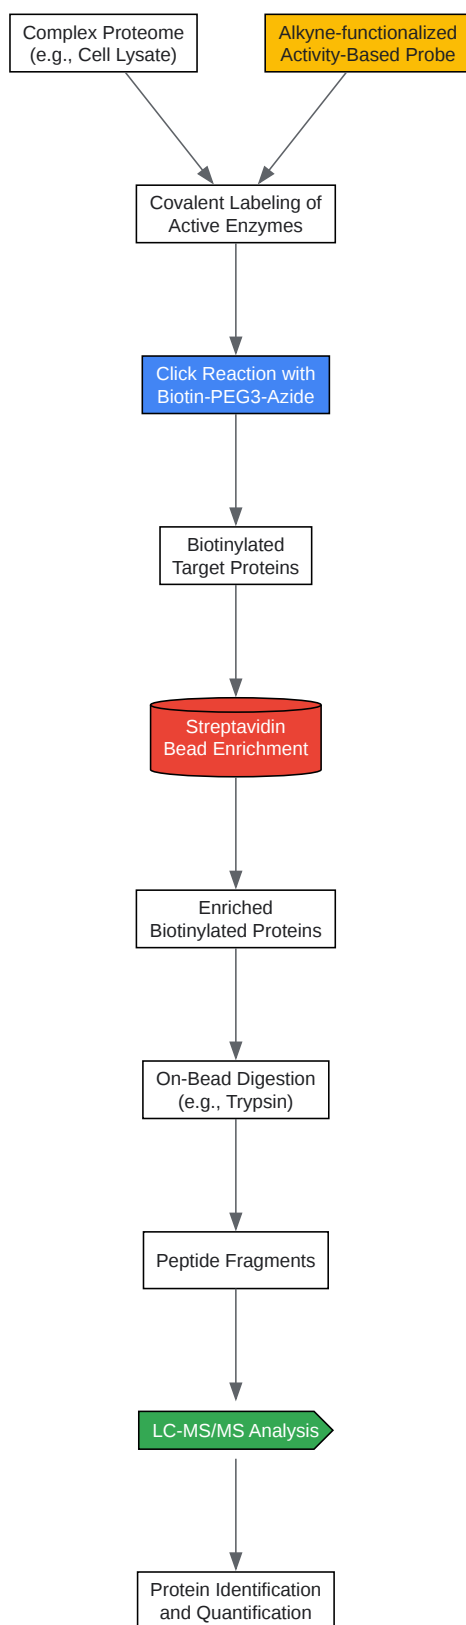 Complex Proteome
(e.g., Cell Lysate)
Alkyne-functionalized
Activity-Based Probe
Covalent Labeling of
Active Enzymes
Click Reaction with
Biotin-PEG3-Azide
Biotinylated
Target Proteins
Streptavidin
Bead Enrichment
Enriched
Biotinylated Proteins
On-Bead Digestion
(e.g., Trypsin)
Peptide Fragments
LC-MS/MS Analysis
Protein Identification
and Quantification